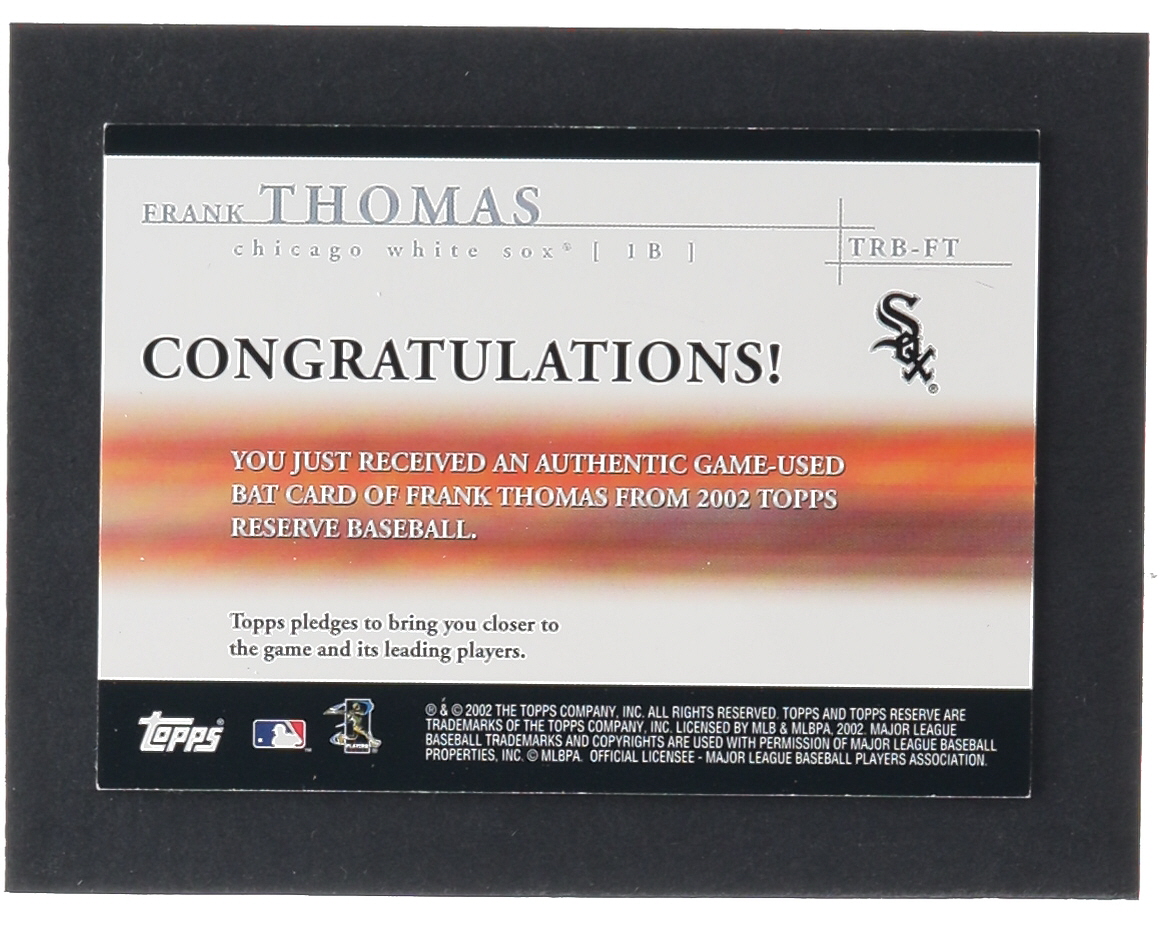 FRANK THOMAS
chicago white sox® [ 1B ]
TRB-FT
Sox®
CONGRATULATIONS!
YOU JUST RECEIVED AN AUTHENTIC GAME-USED
BAT CARD OF FRANK THOMAS FROM 2002 TOPPS
RESERVE BASEBALL.
Topps pledges to bring you closer to
the game and its leading players.
topps®
PLAYERS
® & © 2002 THE TOPPS COMPANY, INC. ALL RIGHTS RESERVED. TOPPS AND TOPPS RESERVE ARE
TRADEMARKS OF THE TOPPS COMPANY, INC. LICENSED BY MLB & MLBPA, 2002. MAJOR LEAGUE
BASEBALL TRADEMARKS AND COPYRIGHTS ARE USED WITH PERMISSION OF MAJOR LEAGUE BASEBALL
PROPERTIES, INC. © MLBPA. OFFICIAL LICENSEE - MAJOR LEAGUE BASEBALL PLAYERS ASSOCIATION.